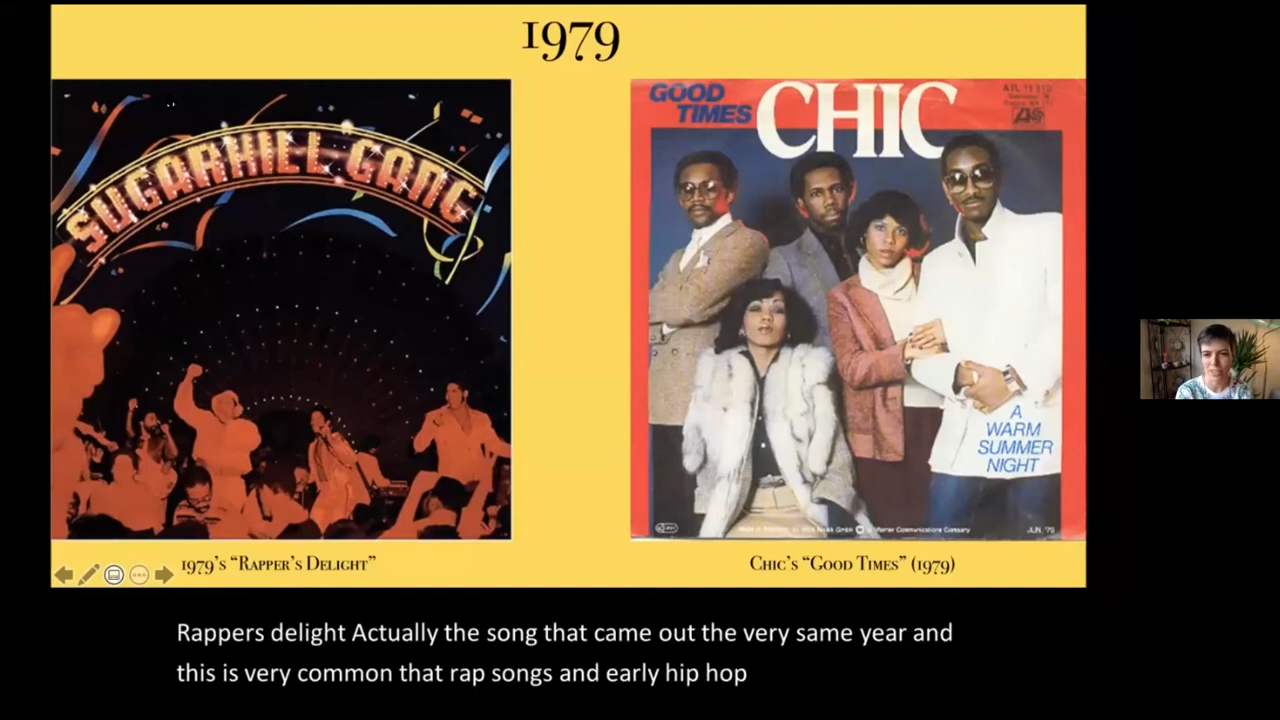 1979
SUGARHILL GANG
GOOD
TIMES
CHIC
A
WARM
SUMMER
NIGHT
JUN. '79
1979's "Rapper's Delight"
Chic's "Good Times" (1979)
Rappers delight Actually the song that came out the very same year and
this is very common that rap songs and early hip hop